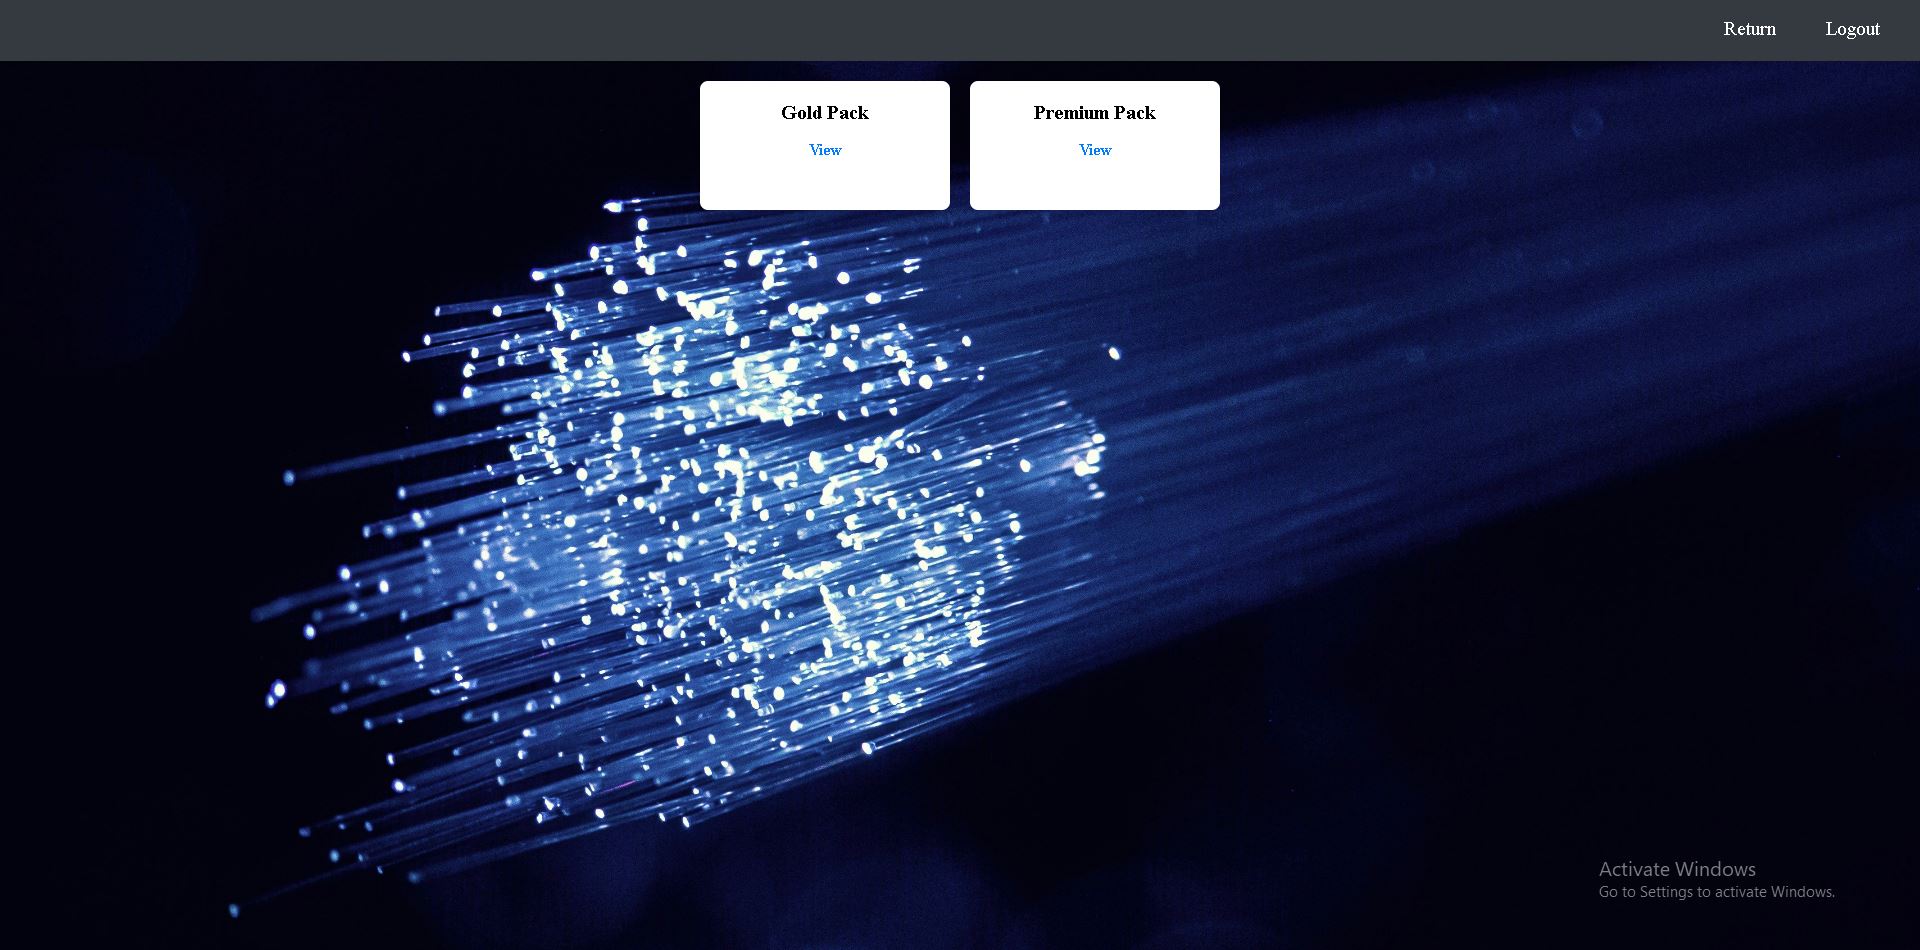 Return Logout
Gold Pack
View
Premium Pack
View
Activate Windows
Go to Settings to activate Windows.